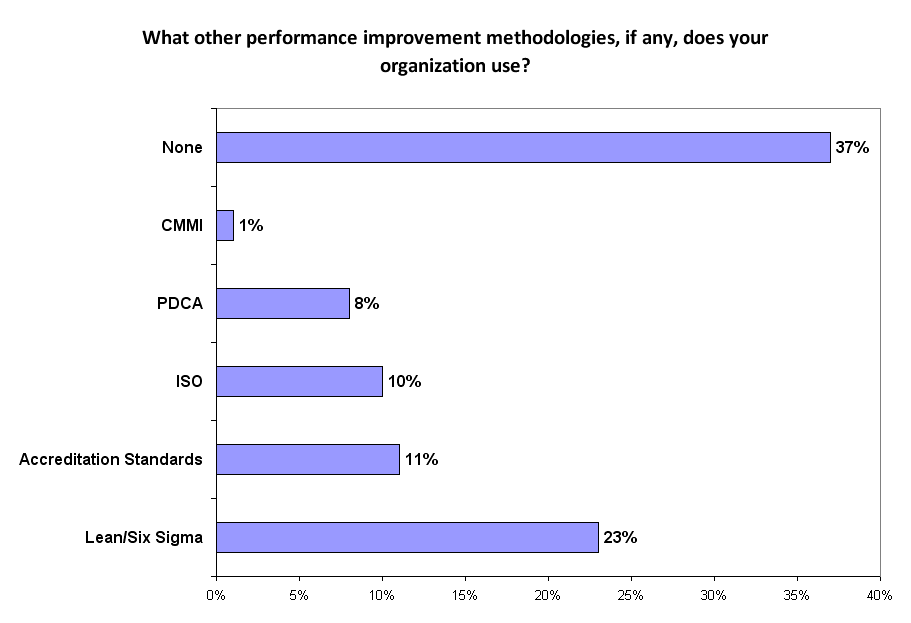 What other performance improvement methodologies, if any, does your
organization use?
None
37%
CMMI
1%
PDCA
8%
ISO
10%
Accreditation Standards
11%
Lean/Six Sigma
23%
0% 5% 10% 15% 20% 25% 30% 35% 40%